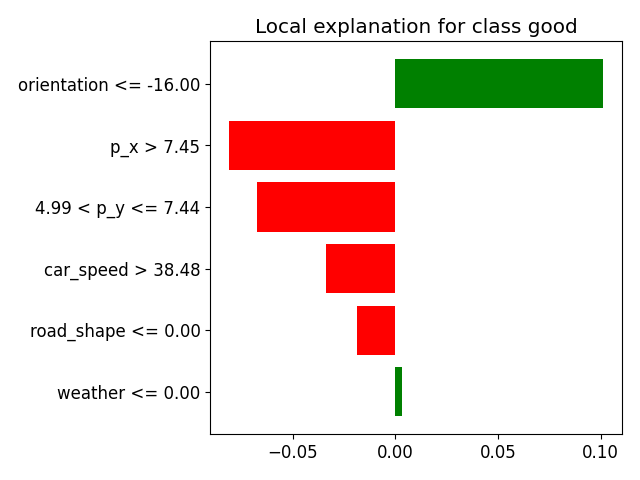 Local explanation for class good
orientation <= -16.00
p_x > 7.45
4.99 < p_y <= 7.44
car_speed > 38.48
road_shape <= 0.00
weather <= 0.00
−0.05 0.00 0.05 0.10